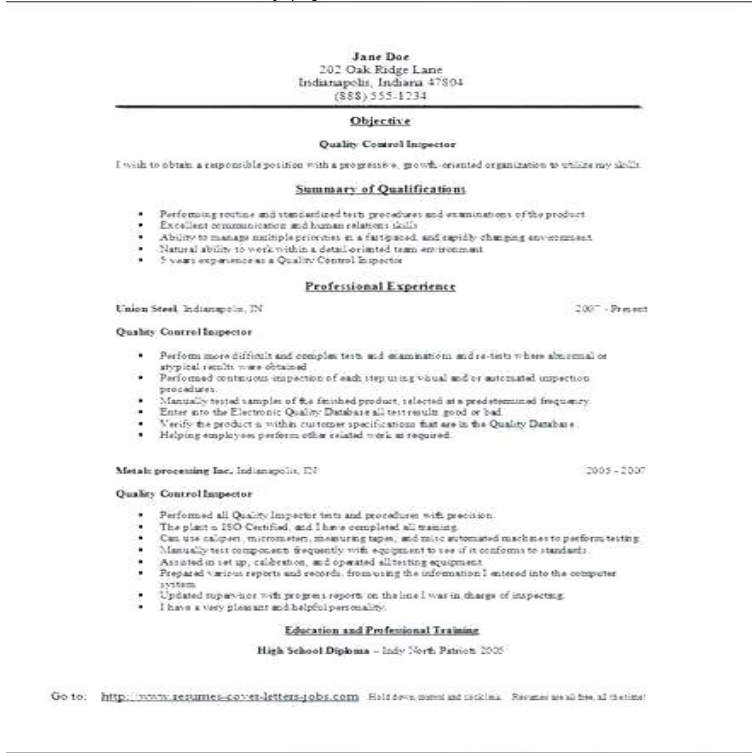 Jane Doe
202 Oak Ridge Lane
Indianapolis, Indiana 47804
(888) 555-1234
Objective
Quality Control Inspector
I wish to obtain a responsible position with a progressive, growth-oriented organization to utilize my skills.
Summary of Qualifications
• Performing routine and standardized tests procedures and examinations of the product
• Excellent communication and human relations skills
• Ability to manage multiple priorities in a fast-paced, and rapidly changing environment.
• Natural ability to work within a detail-oriented team environment
• 5 years experience as a Quality Control Inspector
Professional Experience
Union Steel, Indianapolis, IN 2007 - Present
Quality Control Inspector
• Perform more difficult and complex tests and examinations and re-tests where abnormal or
atypical results were obtained
• Performed continuous inspection of each step using visual and or automated inspection
procedures.
• Manually tested samples of the finished product, selected at a predetermined frequency.
• Enter into the Electronic Quality Database all test results good or bad.
• Verify the product is within customer specifications that are in the Quality Database.
• Helping employees perform other related work as required.
Metals processing Inc, Indianapolis, IN 2005 - 2007
Quality Control Inspector
• Performed all Quality Inspector tests and procedures with precision.
• The plant is ISO Certified, and I have completed all training.
• Can use calipers, micrometers, measuring tapes, and misc automated machines to perform testing.
• Manually test components frequently with equipment to see if it conforms to standards
• Assisted in set up, calibration, and operated all testing equipment
• Prepared various reports and records, from using the information I entered into the computer
system.
• Updated supervisor with progress reports on the line I was in charge of inspecting.
• I have a very pleasant and helpful personality.
Education and Professional Training
High School Diploma – Indy North Patriots 2005
Go to: http://www.resumes-cover-letters-jobs.com Hold down control and click link. Resumes are all free, all the time!